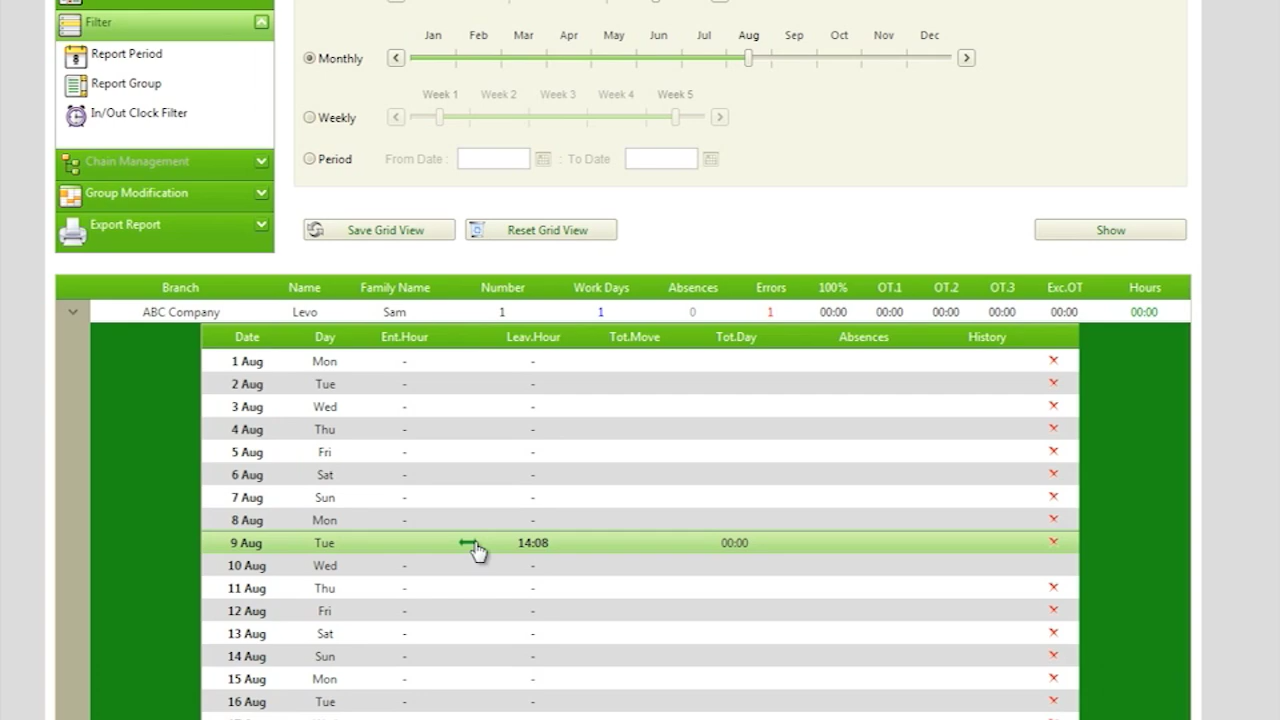 Filter
Report Period
Report Group
In/Out Clock Filter
Chain Management
Group Modification
Export Report
Jan Feb Mar Apr May Jun Jul Aug Sep Oct Nov Dec
Monthly
Week 1 Week 2 Week 3 Week 4 Week 5
Weekly
Period From Date : : To Date
Save Grid View Reset Grid View Show
Branch Name Family Name Number Work Days Absences Errors 100% OT.1 OT.2 OT.3 Exc.OT Hours
ABC Company Levo Sam 1 1 0 1 00:00 00:00 00:00 00:00 00:00 00:00
Date Day Ent.Hour Leav.Hour Tot.Move Tot.Day Absences History
1 Aug Mon - -
2 Aug Tue - -
3 Aug Wed - -
4 Aug Thu - -
5 Aug Fri - -
6 Aug Sat - -
7 Aug Sun - -
8 Aug Mon - -
9 Aug Tue 14:08 00:00
10 Aug Wed - -
11 Aug Thu - -
12 Aug Fri - -
13 Aug Sat - -
14 Aug Sun - -
15 Aug Mon - -
16 Aug Tue - -